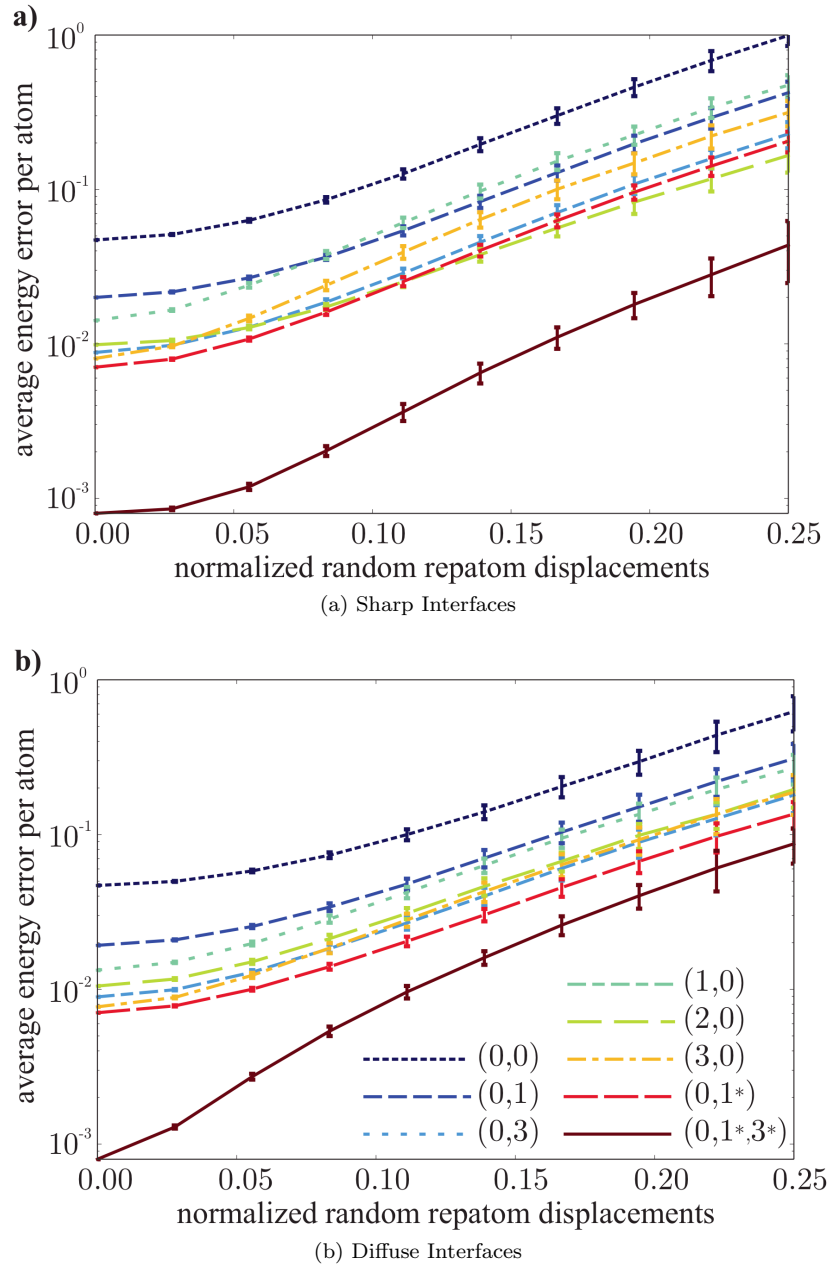 a)
10^0
10^-1
10^-2
10^-3
average energy error per atom
0.00 0.05 0.10 0.15 0.20 0.25
normalized random repatom displacements
(a) Sharp Interfaces
b)
10^0
10^-1
10^-2
10^-3
average energy error per atom
(0,0)
(0,1)
(0,3)
(1,0)
(2,0)
(3,0)
(0,1*)
(0,1*,3*)
0.00 0.05 0.10 0.15 0.20 0.25
normalized random repatom displacements
(b) Diffuse Interfaces